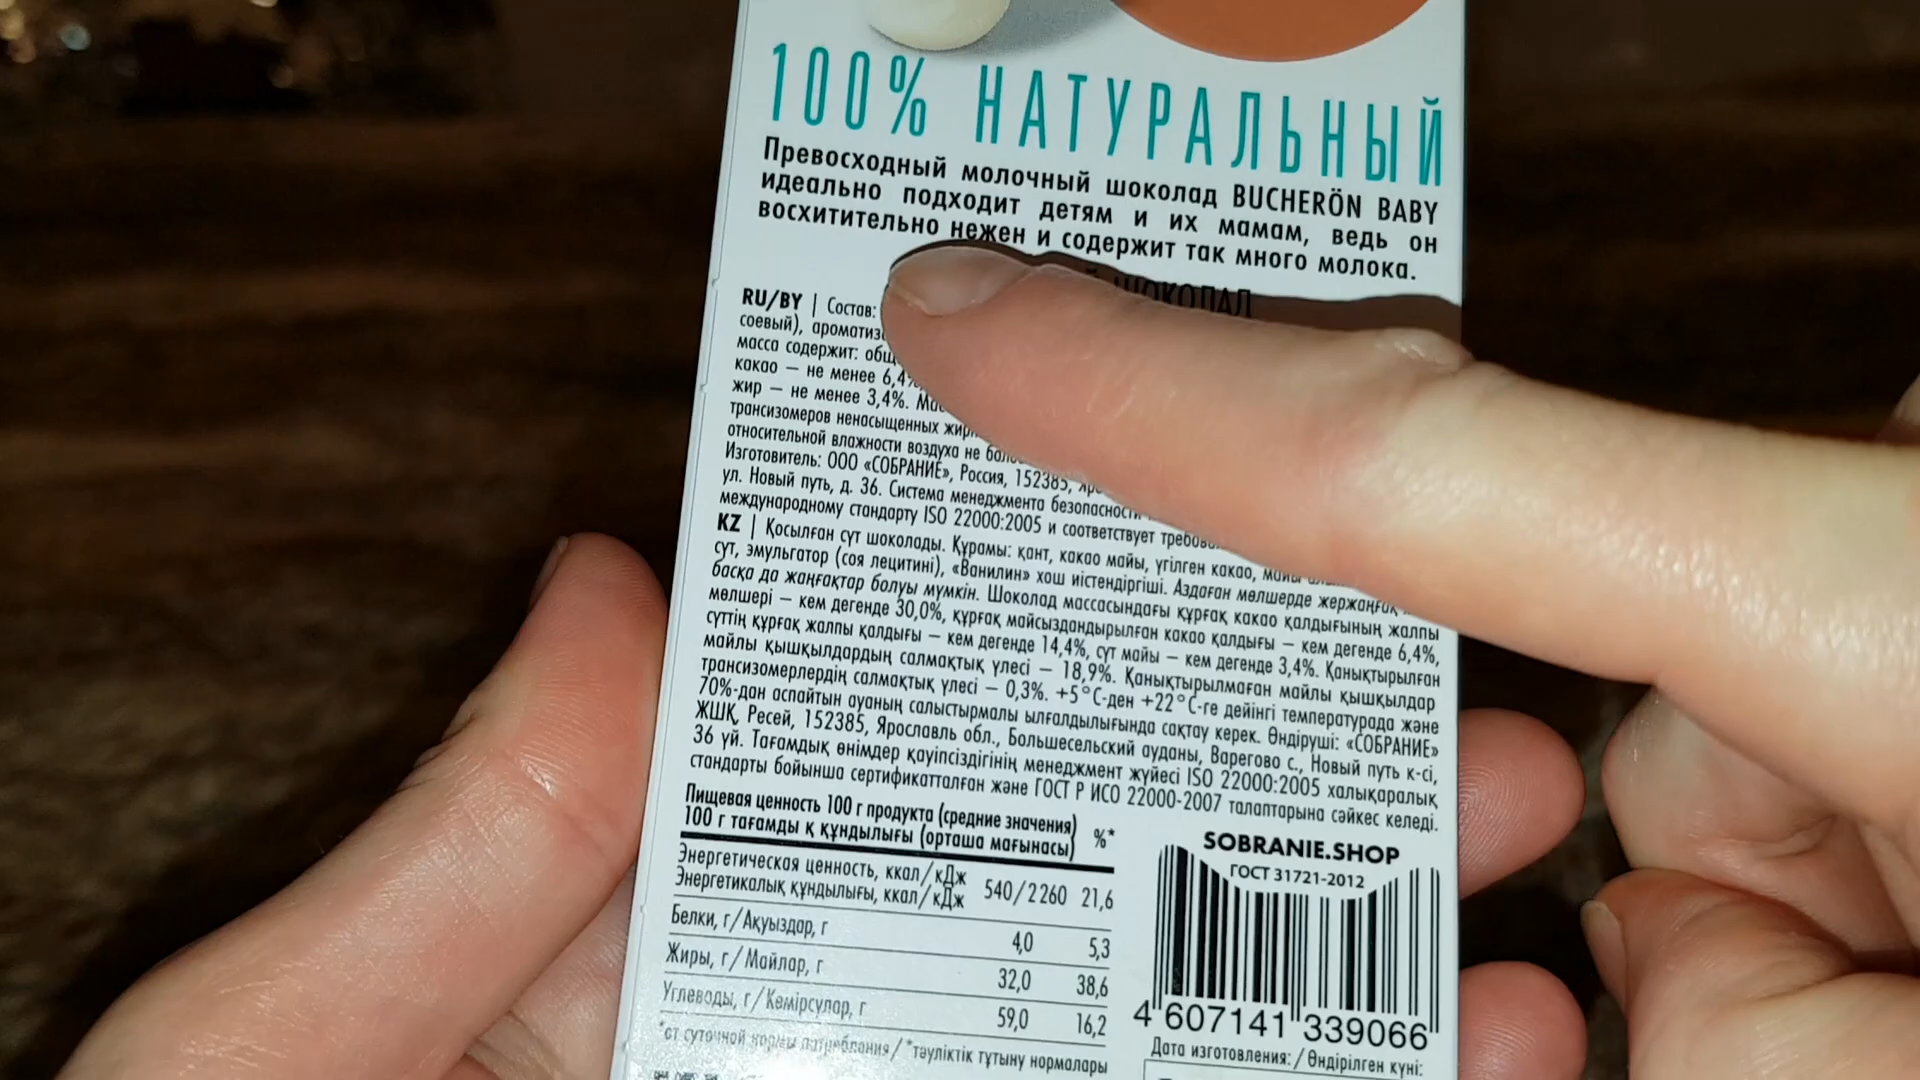 100% НАТУРАЛЬНЫЙ
Превосходный молочный шоколад BUCHERÖN BABY
идеально подходит детям и их мамам, ведь он
восхитительно нежен и содержит так много молока.
ШОКОЛАД
RU/BY | Состав:
соевый),
масса содержит:
какао — не менее 6,4%
жир — не менее 3,4%.
трансизомеров ненасыщенных
относительной влажности воздуха не
Изготовитель: ООО «СОБРАНИЕ», Россия, 152385,
ул. Новый путь, д. 36. Система менеджмента
международному стандарту ISO 22000:2005 и соответствует
KZ | Қосылған сүт шоколады. Құрамы: қант, какао майы, үгілген какао,
сүт, эмульгатор (соя лецитині), «Ванилин» хош иістендіргіші. Аздаған мөлшерде
басқа да жаңғақтар болуы мүмкін. Шоколад массасындағы құрғақ какао қалдығының жалпы
мөлшері — кем дегенде 30,0%, құрғақ майсыздандырылған какао қалдығы — кем дегенде 6,4%,
сүттің құрғақ жалпы қалдығы — кем дегенде 14,4%, сүт майы — кем дегенде 3,4%. Қанықтырылған
майлы қышқылдардың салмақтық үлесі — 18,9%. Қанықтырылмаған майлы қышқылдар
трансизомерлердің салмақтық үлесі — 0,3%. +5°С-ден +22°С-ге дейінгі температурада және
70%-дан аспайтын ауаның салыстырмалы ылғалдылығында сақтау керек. Өндіруші: «СОБРАНИЕ»
ЖШҚ, Ресей, 152385, Ярославль обл., Большесельский ауданы, Варегово с., Новый путь к-сі,
36 үй. Тағамдық өнімдер қауіпсіздігінің менеджмент жүйесі ISO 22000:2005 халықаралық
стандарты бойынша сертификатталған және ГОСТ Р ИСО 22000-2007 талаптарына сәйкес келеді.
Пищевая ценность 100 г продукта (средние значения)
100 г тағамды қ құндылығы (орташа мағынасы) %*
Энергетическая ценность, ккал/кДж
Энергетикалық құндылығы, ккал/кДж 540/2260 21,6
Белки, г/Ақуыздар, г 4,0 5,3
Жиры, г/Майлар, г 32,0 38,6
Углеводы, г/Көмірсулар, г 59,0 16,2
*от суточной нормы потребления/*тәуліктік тұтыну нормалары
SOBRANIE.SHOP
ГОСТ 31721-2012
4 607141 339066
Дата изготовления:/Өндірілген күні: